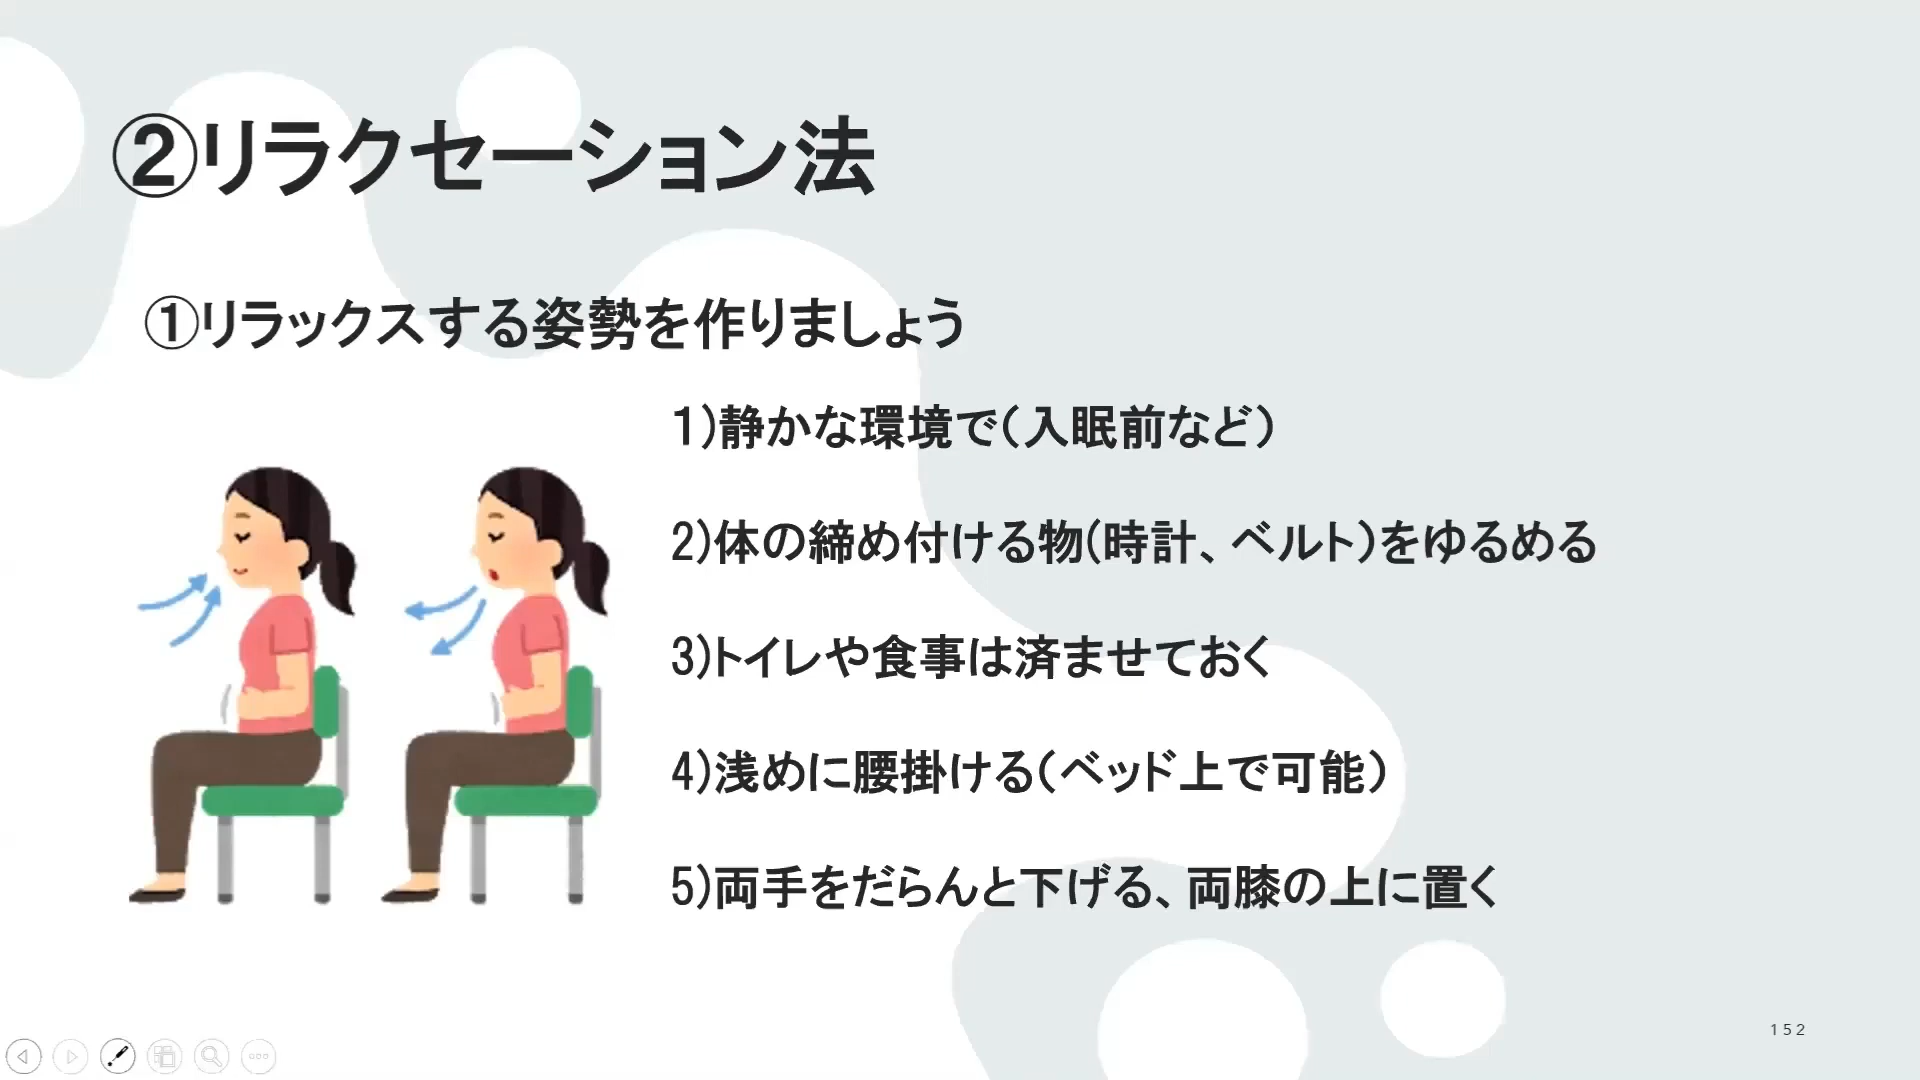 ②リラクセーション法
①リラックスする姿勢を作りましょう
1)静かな環境で(入眠前など)
2)体の締め付ける物(時計、ベルト)をゆるめる
3)トイレや食事は済ませておく
4)浅めに腰掛ける(ベッド上で可能)
5)両手をだらんと下げる、両膝の上に置く
152